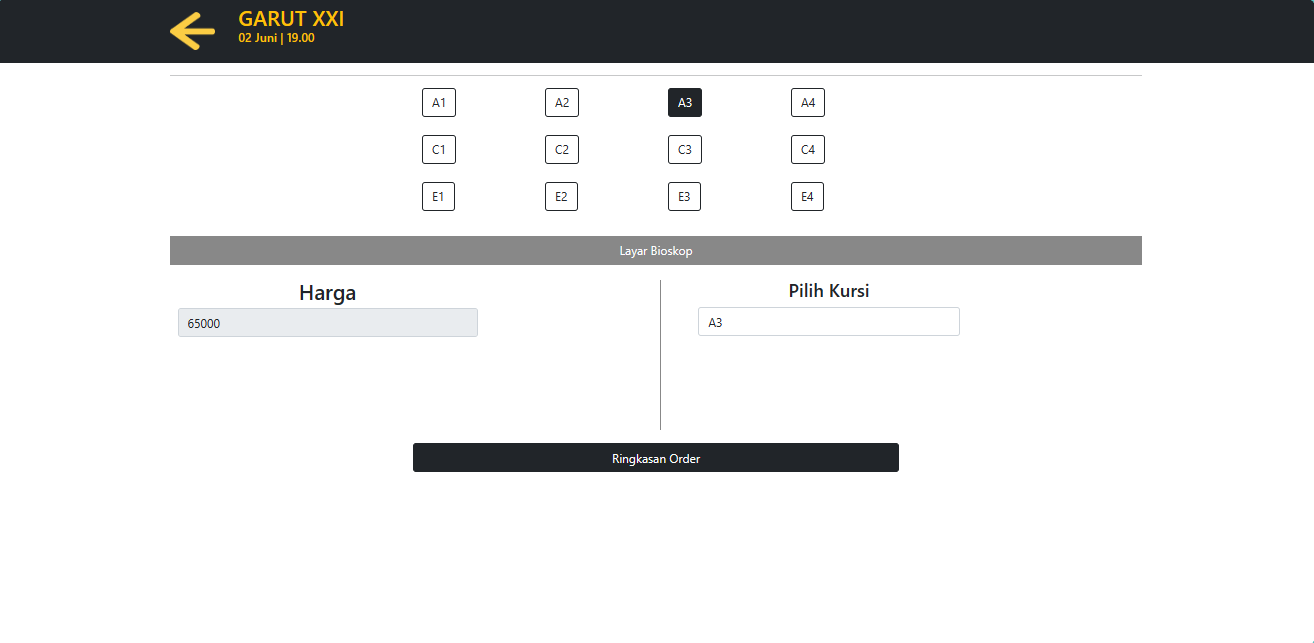 GARUT XXI
02 Juni | 19.00
A1 A2 A3 A4
C1 C2 C3 C4
E1 E2 E3 E4
Layar Bioskop
Harga
65000
Pilih Kursi
A3
Ringkasan Order